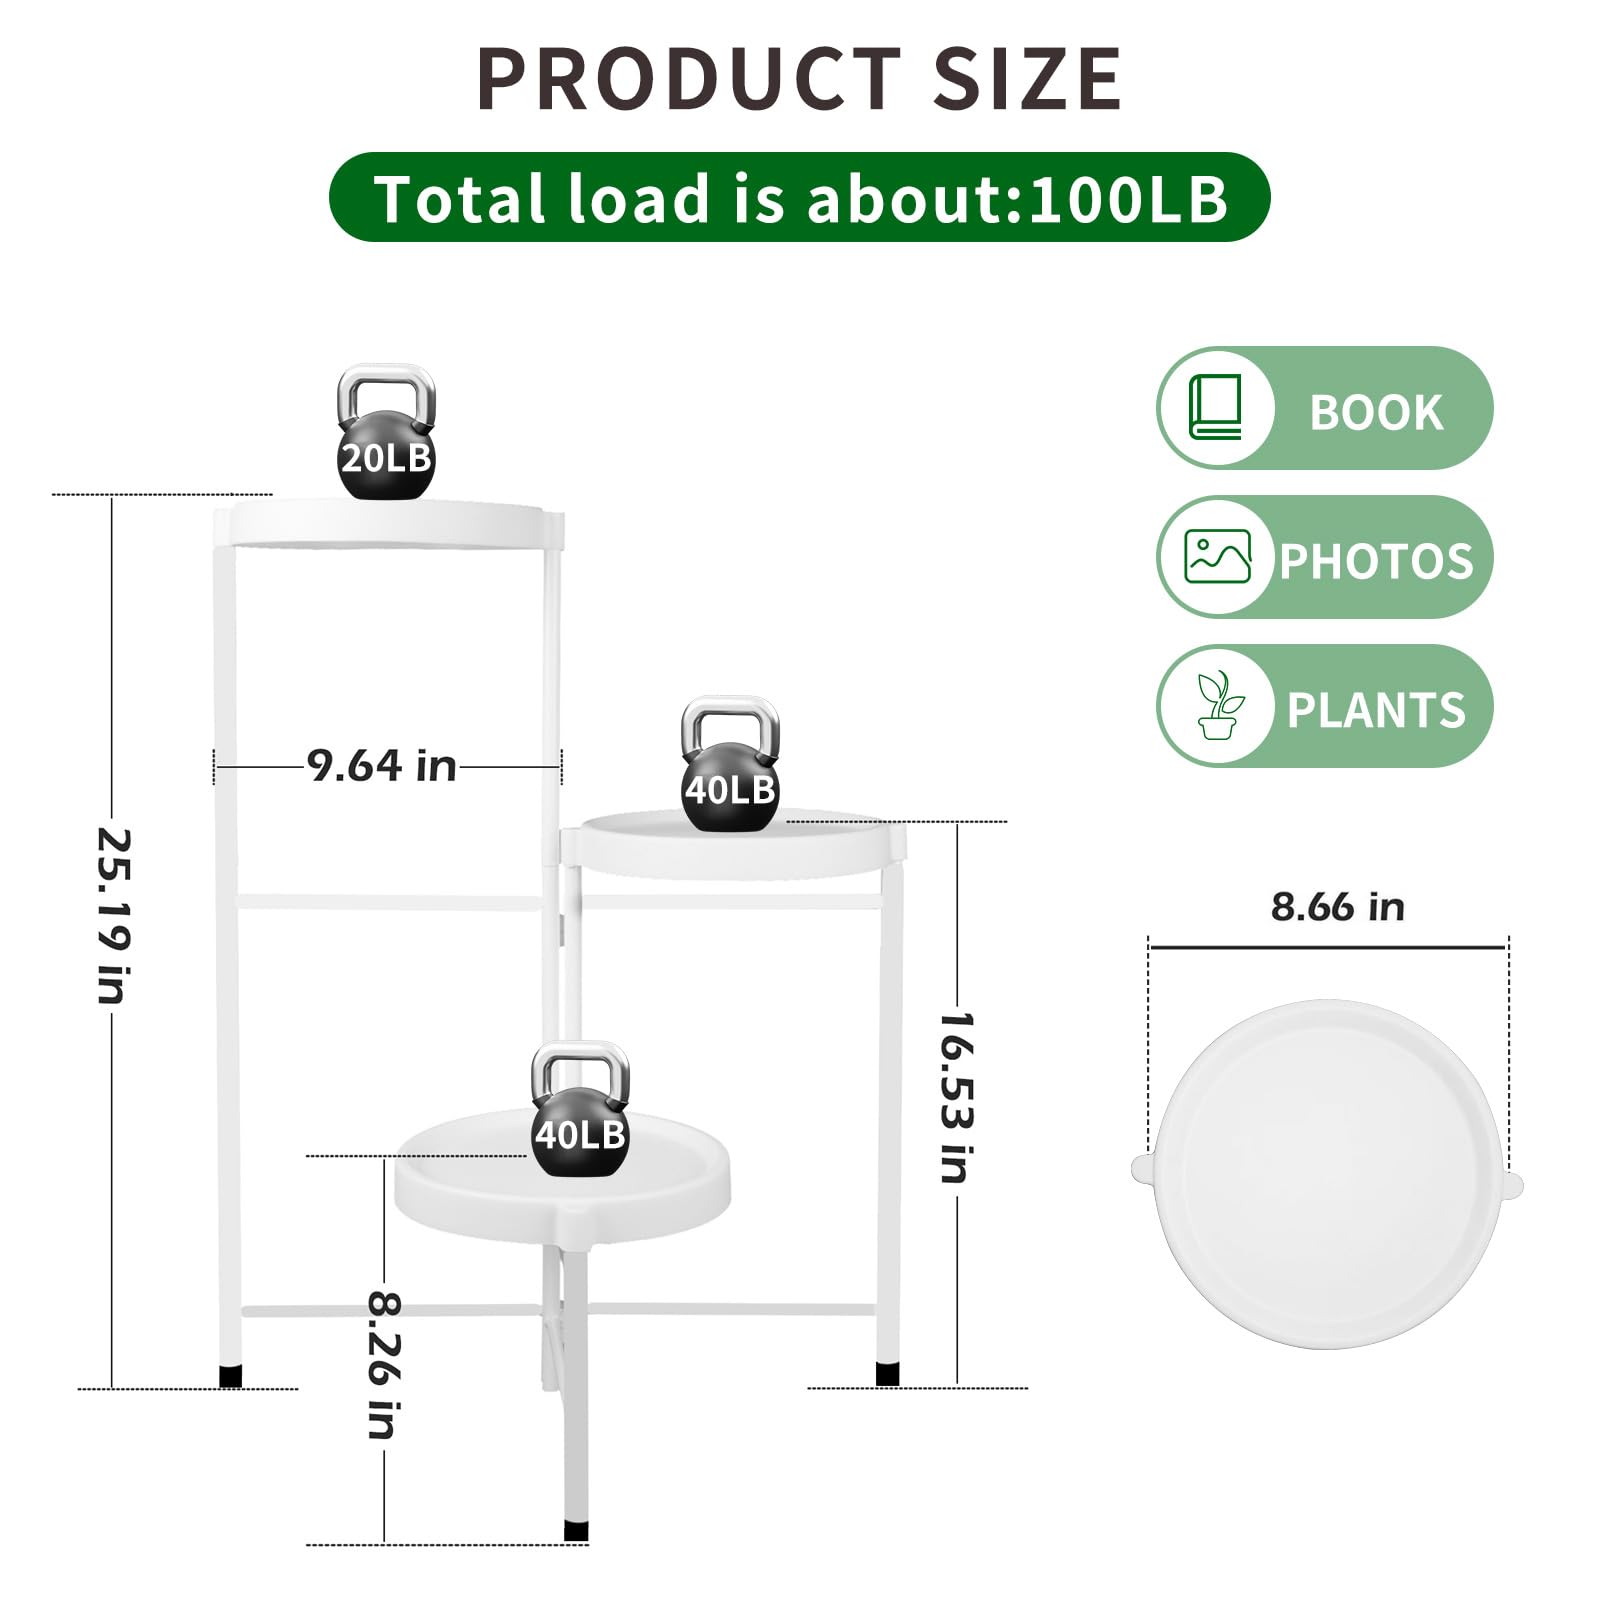 PRODUCT SIZE
Total load is about:100LB
20LB
BOOK
PHOTOS
PLANTS
9.64 in
40LB
25.19 in
8.66 in
16.53 in
40LB
8.26 in